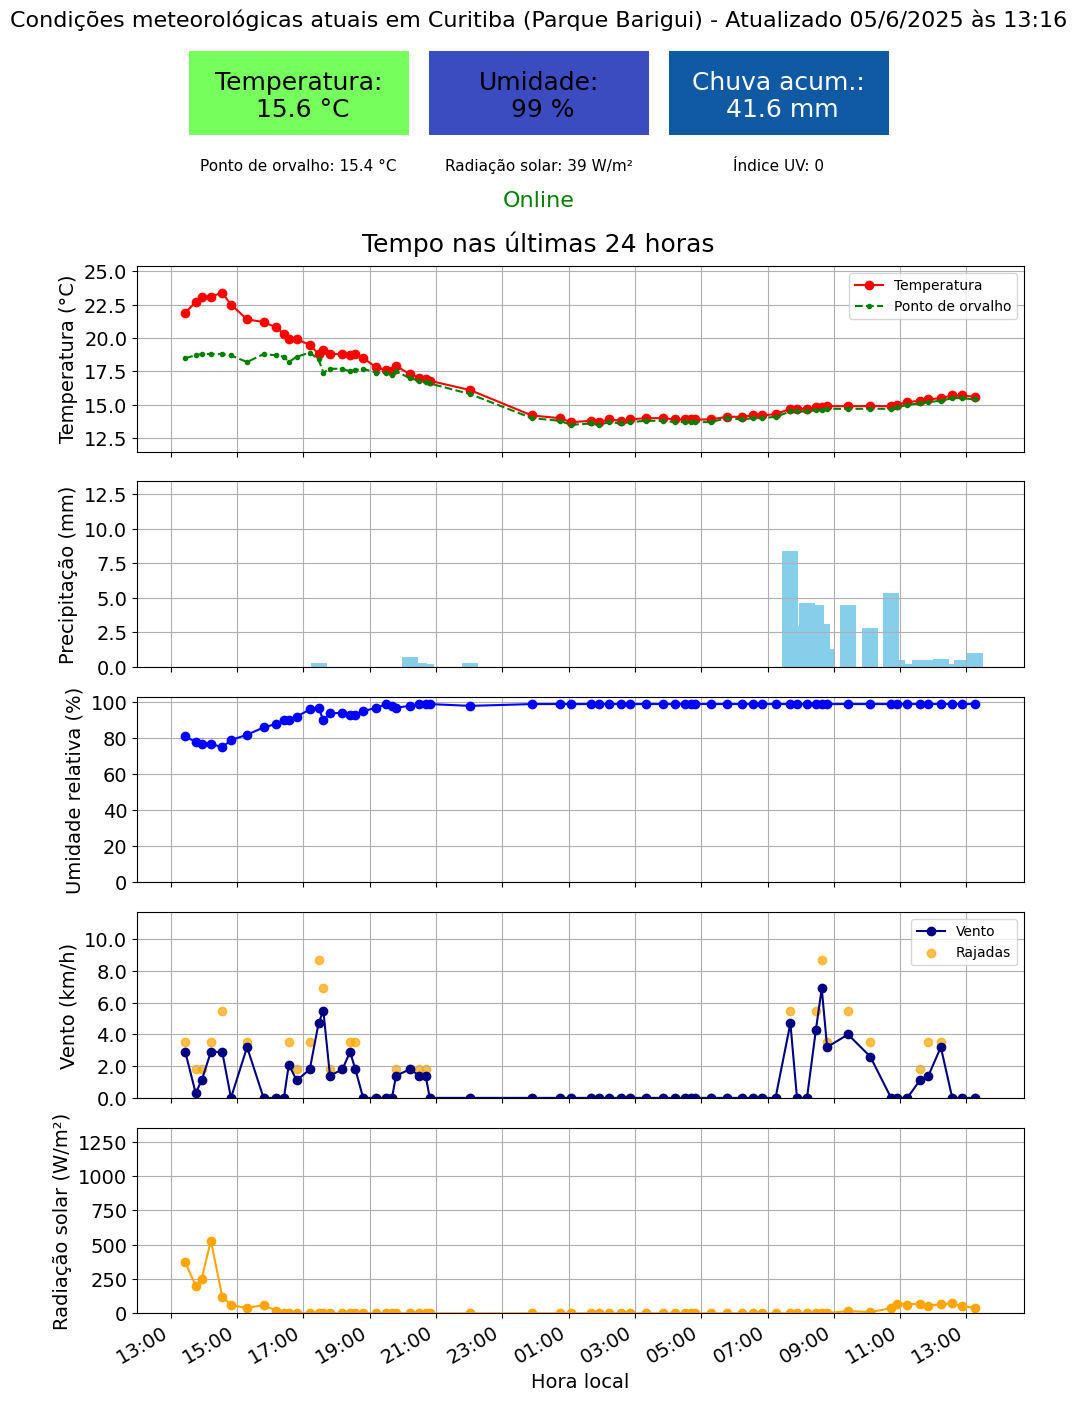 Condições meteorológicas atuais em Curitiba (Parque Barigui) - Atualizado 05/6/2025 às 13:16
Temperatura:
15.6 °C
Umidade:
99 %
Chuva acum.:
41.6 mm
Ponto de orvalho: 15.4 °C
Radiação solar: 39 W/m²
Índice UV: 0
Online
Tempo nas últimas 24 horas
Temperatura (°C)
25.0
22.5
20.0
17.5
15.0
12.5
Temperatura
Ponto de orvalho
Precipitação (mm)
12.5
10.0
7.5
5.0
2.5
0.0
Umidade relativa (%)
100
80
60
40
20
0
Vento (km/h)
10.0
8.0
6.0
4.0
2.0
0.0
Vento
Rajadas
Radiação solar (W/m²)
1250
1000
750
500
250
0
13:00
15:00
17:00
19:00
21:00
23:00
01:00
03:00
05:00
07:00
09:00
11:00
13:00
Hora local